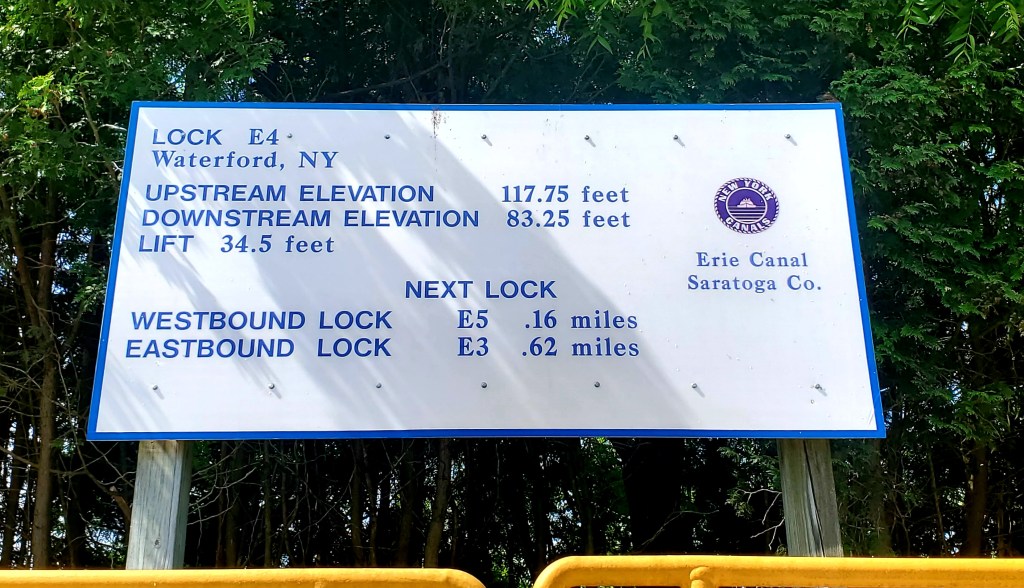 LOCK E4
Waterford, NY
UPSTREAM ELEVATION 117.75 feet
DOWNSTREAM ELEVATION 83.25 feet
LIFT 34.5 feet
NEW YORK
CANALS
Erie Canal
Saratoga Co.
NEXT LOCK
WESTBOUND LOCK E5 .16 miles
EASTBOUND LOCK E3 .62 miles